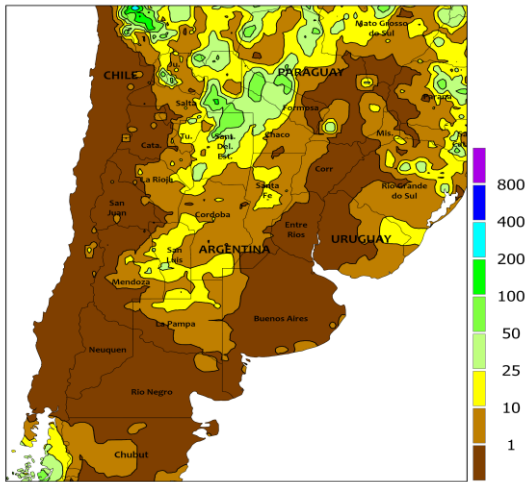 Mato Grosso
do Sul
Ju.
CHILE
PARAGUAY
Salta
Formosa
Parana
Tu.
Sant.
Del.
Est.
Chaco
Mis.
Cata.
La Rioja
Santa
Fe
Corr
Rio Grande
do Sul
San
Juan
Cordoba
Entre
Rios
URUGUAY
San
Luis
ARGENTINA
Mendoza
La Pampa
Buenos Aires
Neuquen
Rio Negro
Chubut
800
400
200
100
50
25
10
1